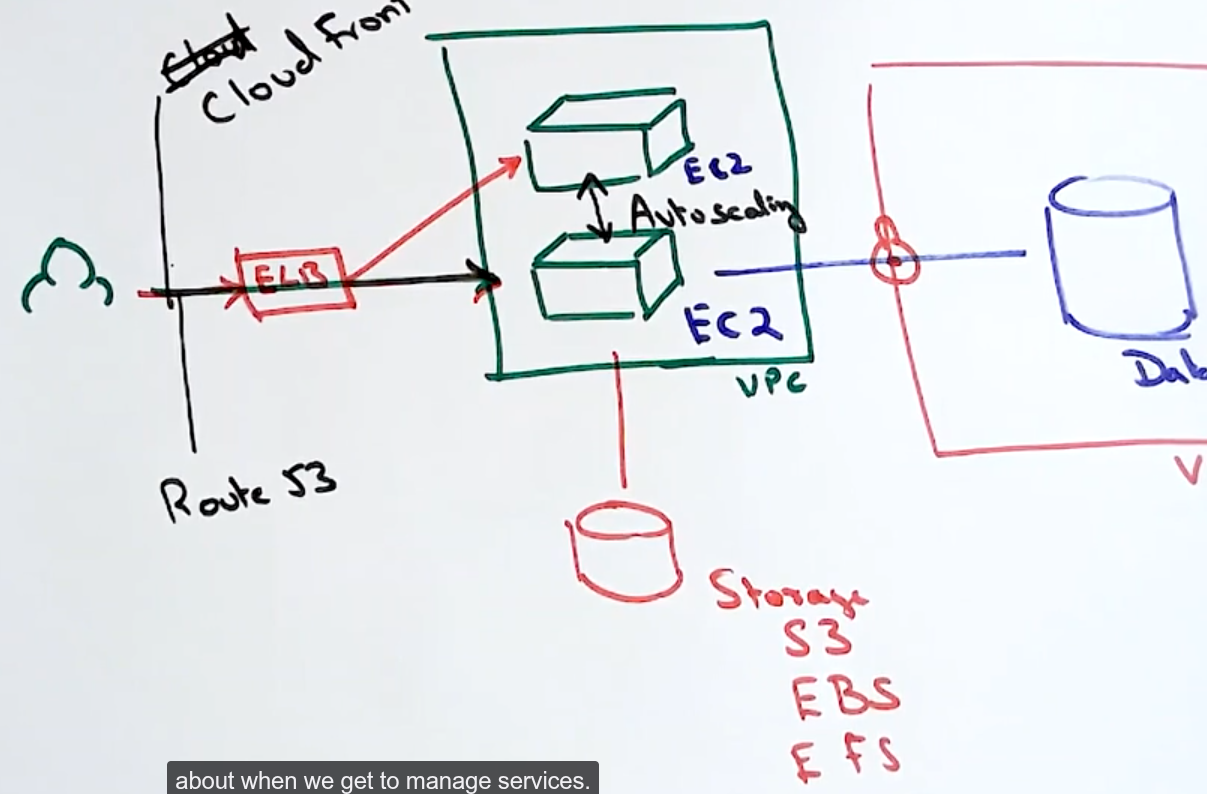 Cloud Front
EC2
Autoscaling
ELB
EC2
VPC
Dat
V
Route 53
Storage
S3
EBS
EFS
about when we get to manage services.